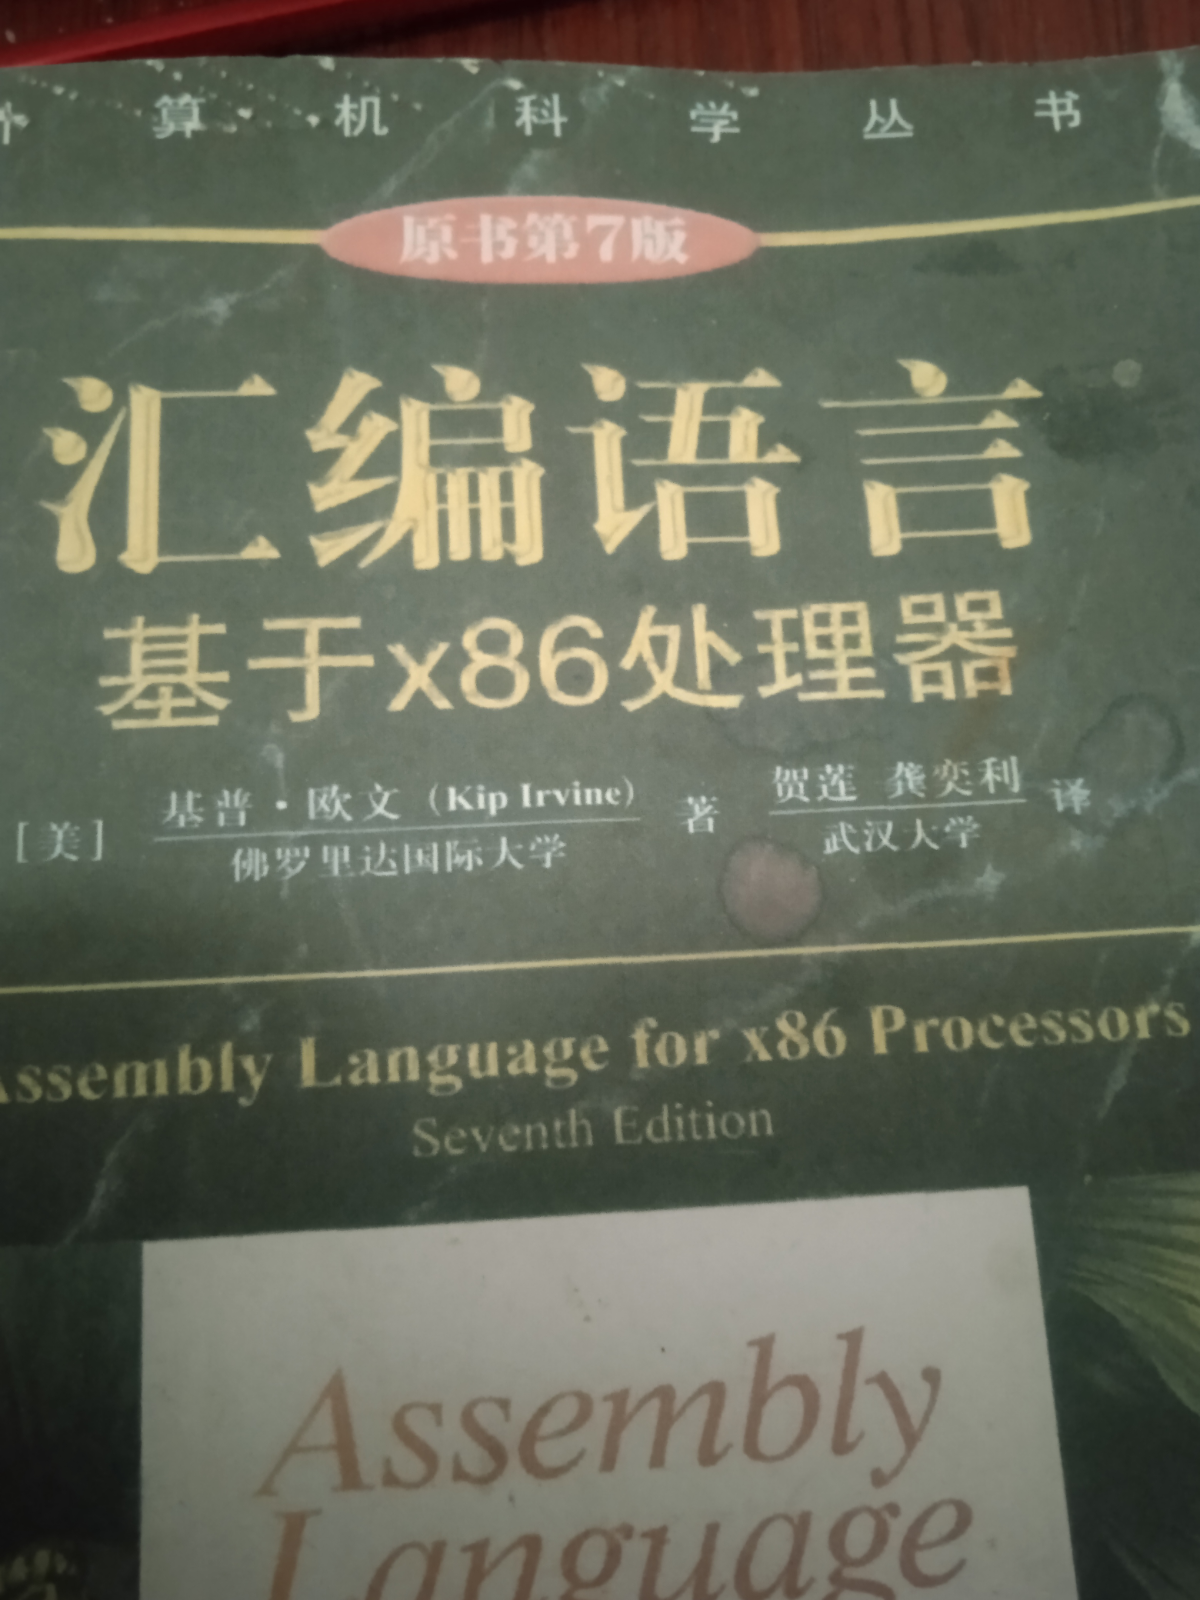 算机科学丛书
原书第7版
汇编语言
基于x86处理器
[美] 基普·欧文（Kip Irvine） 著 贺莲 龚奕利 译
佛罗里达国际大学 武汉大学
Assembly Language for x86 Processors
Seventh Edition
Assembly
Language